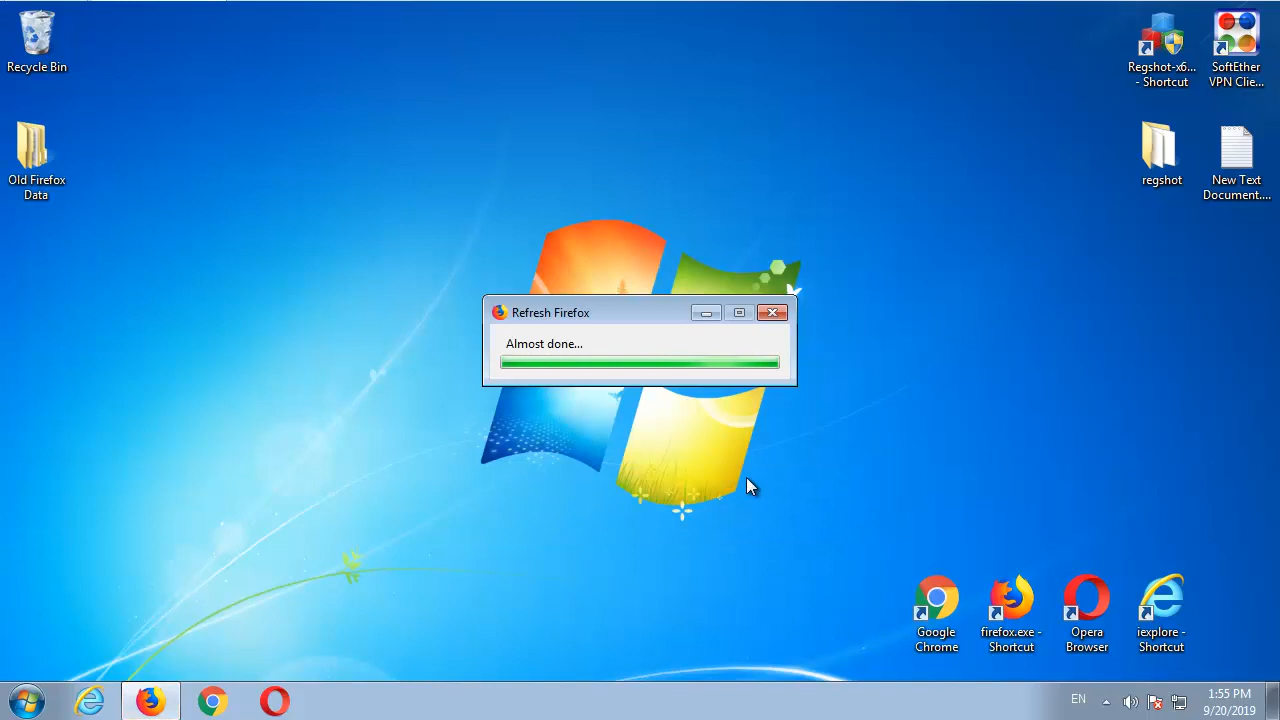 Recycle Bin
Old Firefox
Data
Regshot-x6...
- Shortcut
SoftEther
VPN Clie...
regshot
New Text
Document....
Refresh Firefox
Almost done...
Google
Chrome
firefox.exe -
Shortcut
Opera
Browser
iexplore -
Shortcut
EN
1:55 PM
9/20/2019